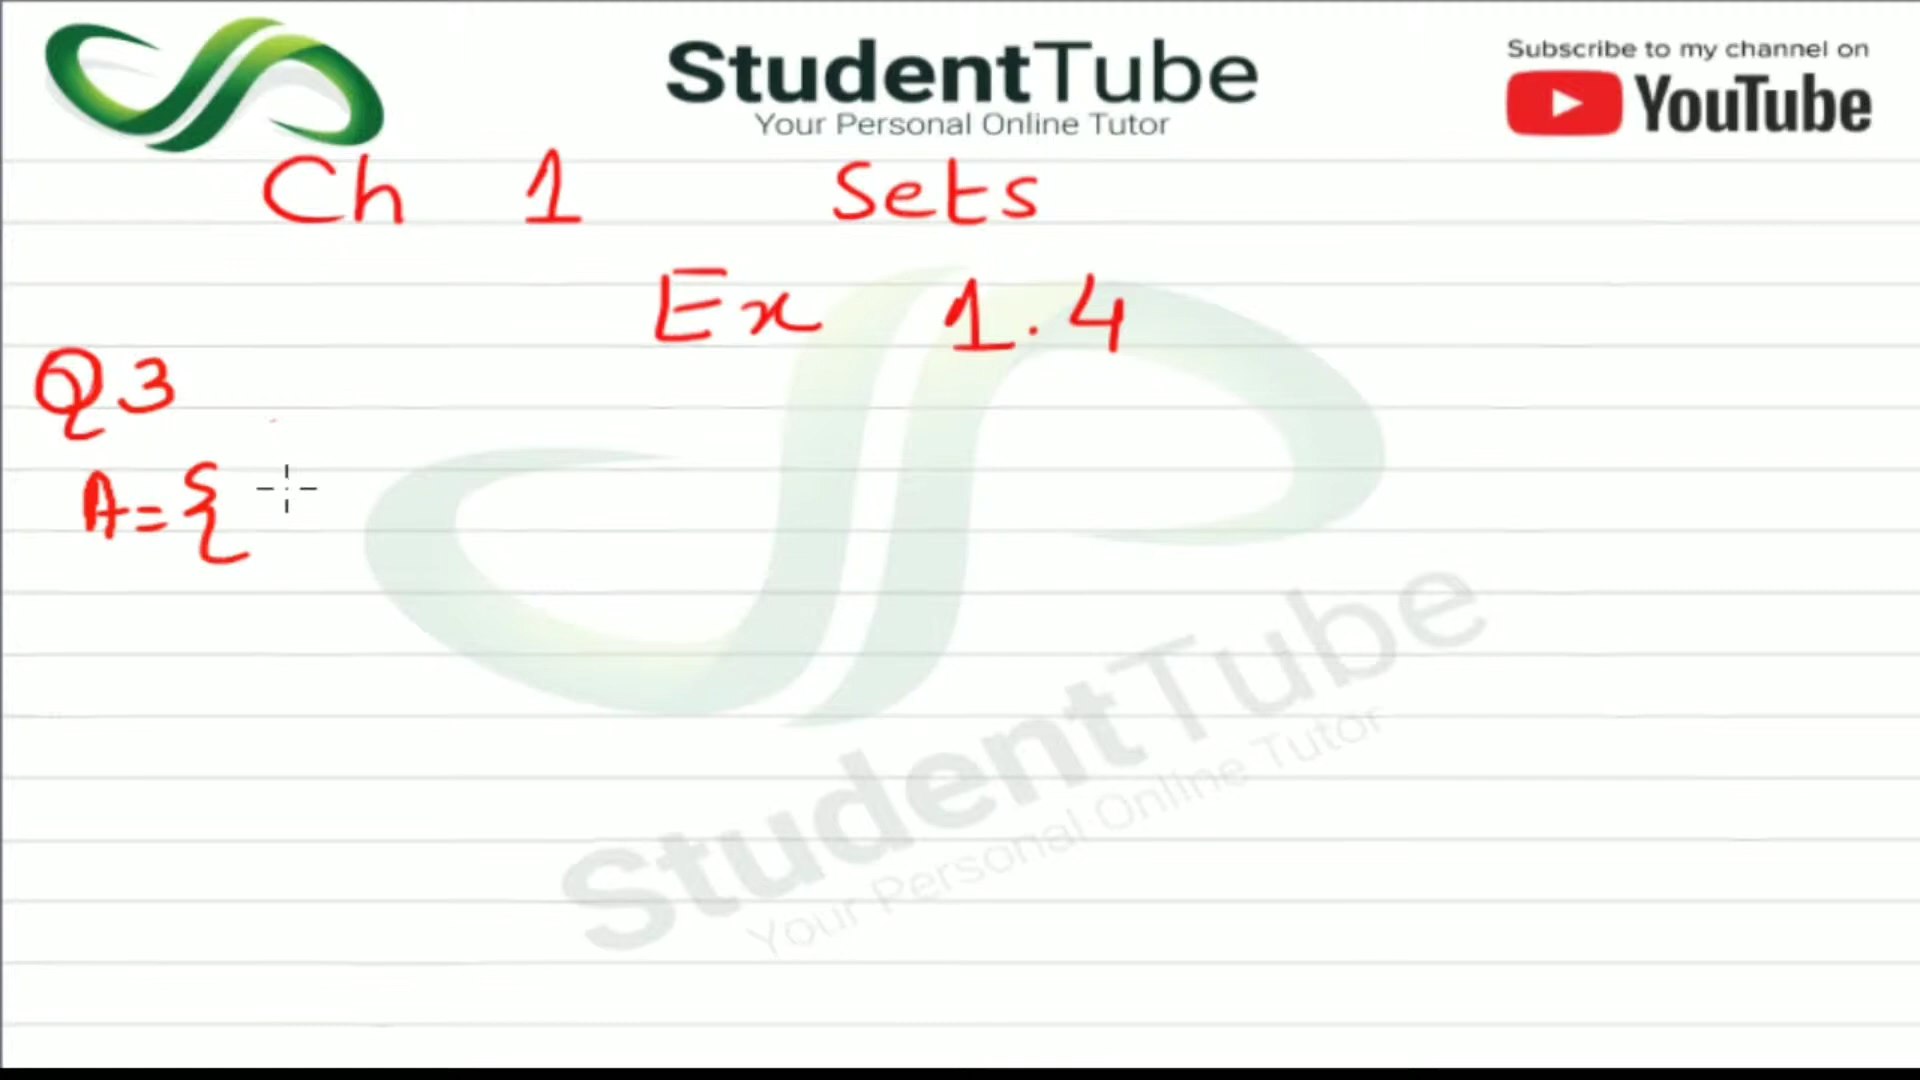 StudentTube
Your Personal Online Tutor
Subscribe to my channel on
YouTube
Ch 1 Sets
Ex 1.4
Q3
A={
StudentTube
Your Personal Online Tutor